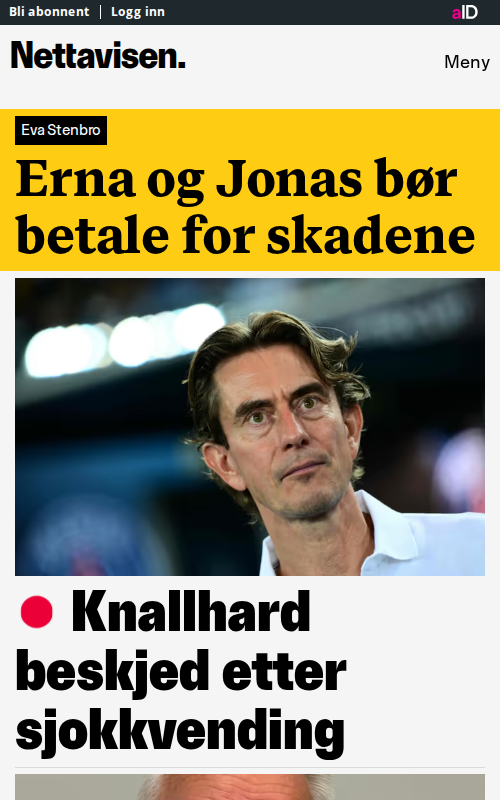 Bli abonnent | Logg inn
aID
Nettavisen.
Meny
Eva Stenbro
Erna og Jonas bør
betale for skadene
Knallhard
beskjed etter
sjokkvending